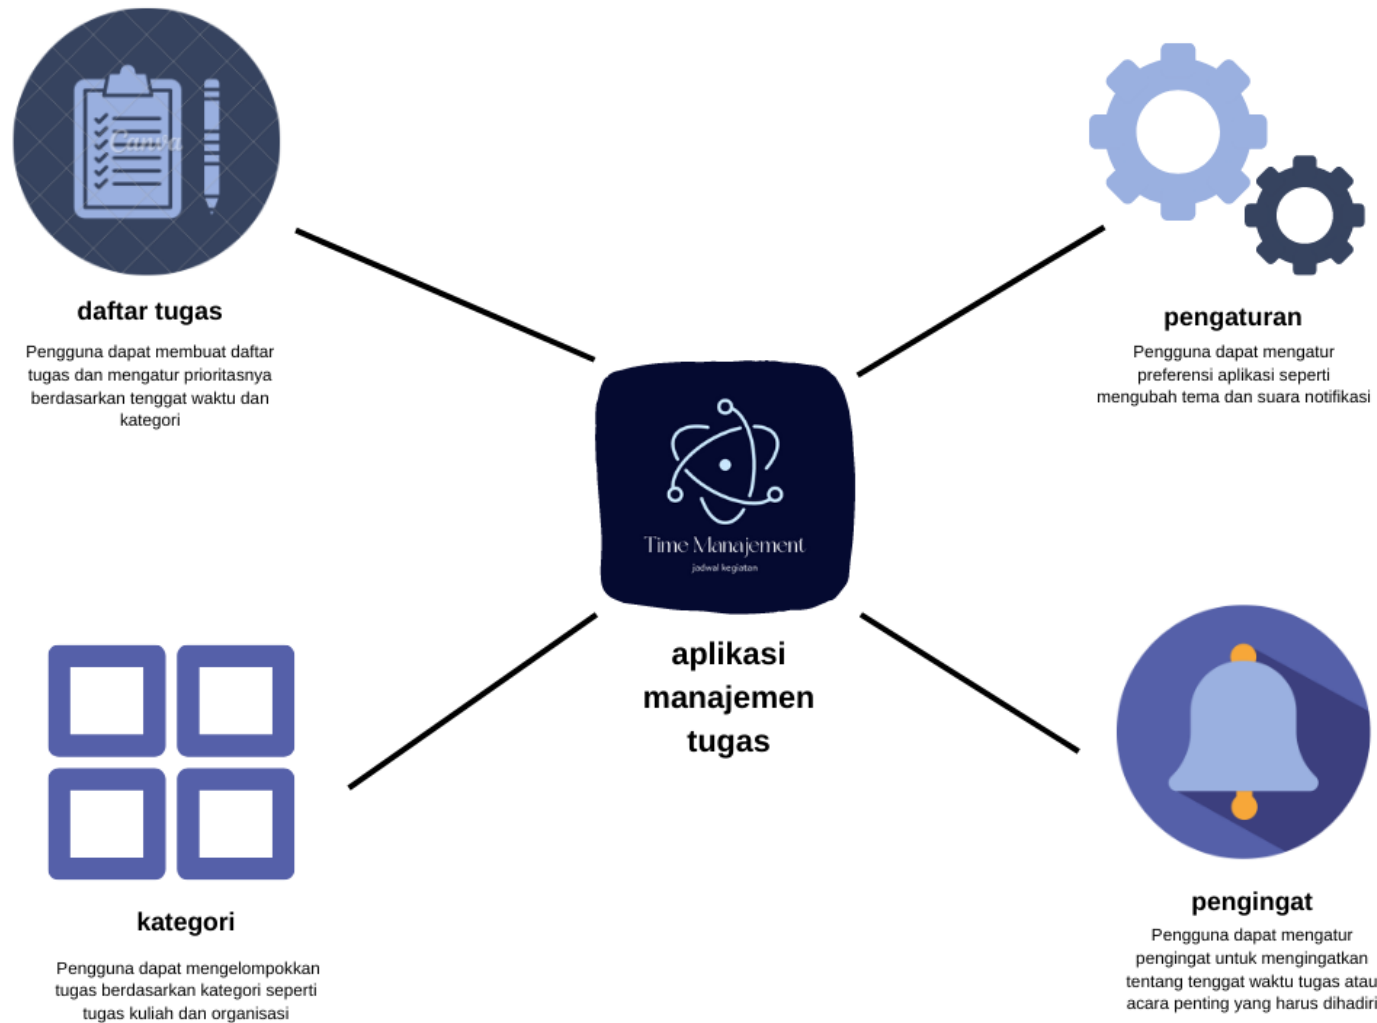 Canva
daftar tugas
Pengguna dapat membuat daftar
tugas dan mengatur prioritasnya
berdasarkan tenggat waktu dan
kategori
pengaturan
Pengguna dapat mengatur
preferensi aplikasi seperti
mengubah tema dan suara notifikasi
Time Manajement
jadwal kegiatan
aplikasi
manajemen
tugas
kategori
Pengguna dapat mengelompokkan
tugas berdasarkan kategori seperti
tugas kuliah dan organisasi
pengingat
Pengguna dapat mengatur
pengingat untuk mengingatkan
tentang tenggat waktu tugas atau
acara penting yang harus dihadiri